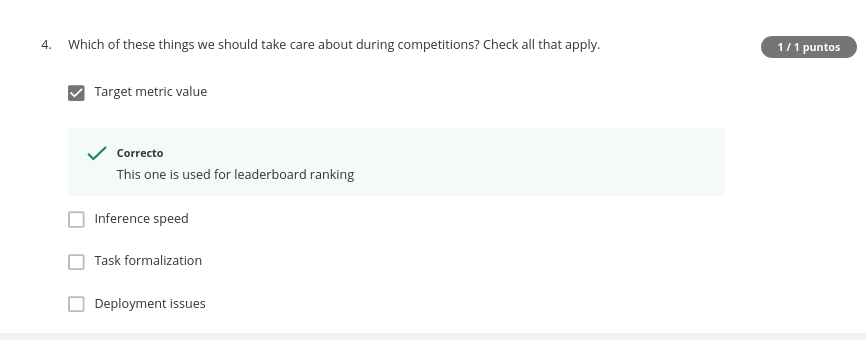 4. Which of these things we should take care about during competitions? Check all that apply.
1 / 1 puntos
Target metric value
Correcto
This one is used for leaderboard ranking
Inference speed
Task formalization
Deployment issues